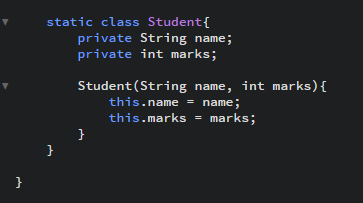 static class Student{
private String name;
private int marks;
Student(String name, int marks){
this.name = name;
this.marks = marks;
}
}
}